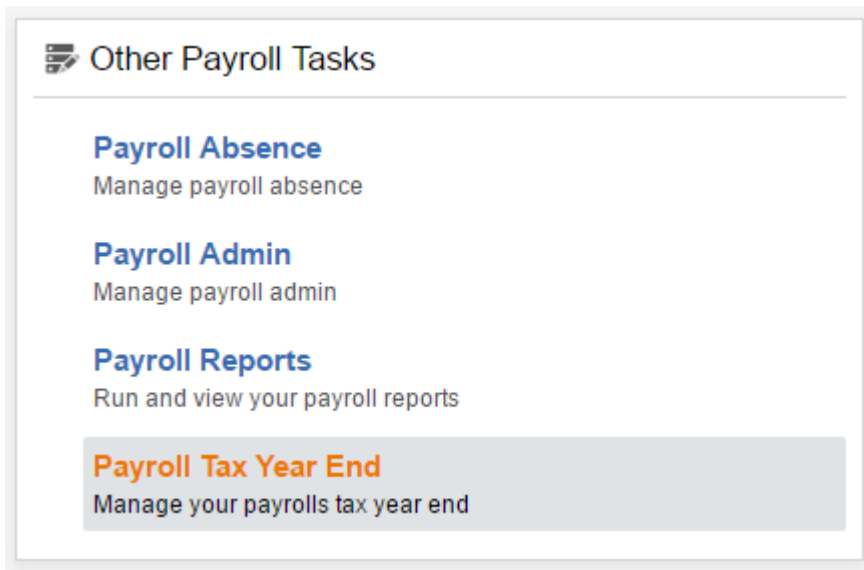 Other Payroll Tasks
Payroll Absence
Manage payroll absence
Payroll Admin
Manage payroll admin
Payroll Reports
Run and view your payroll reports
Payroll Tax Year End
Manage your payrolls tax year end